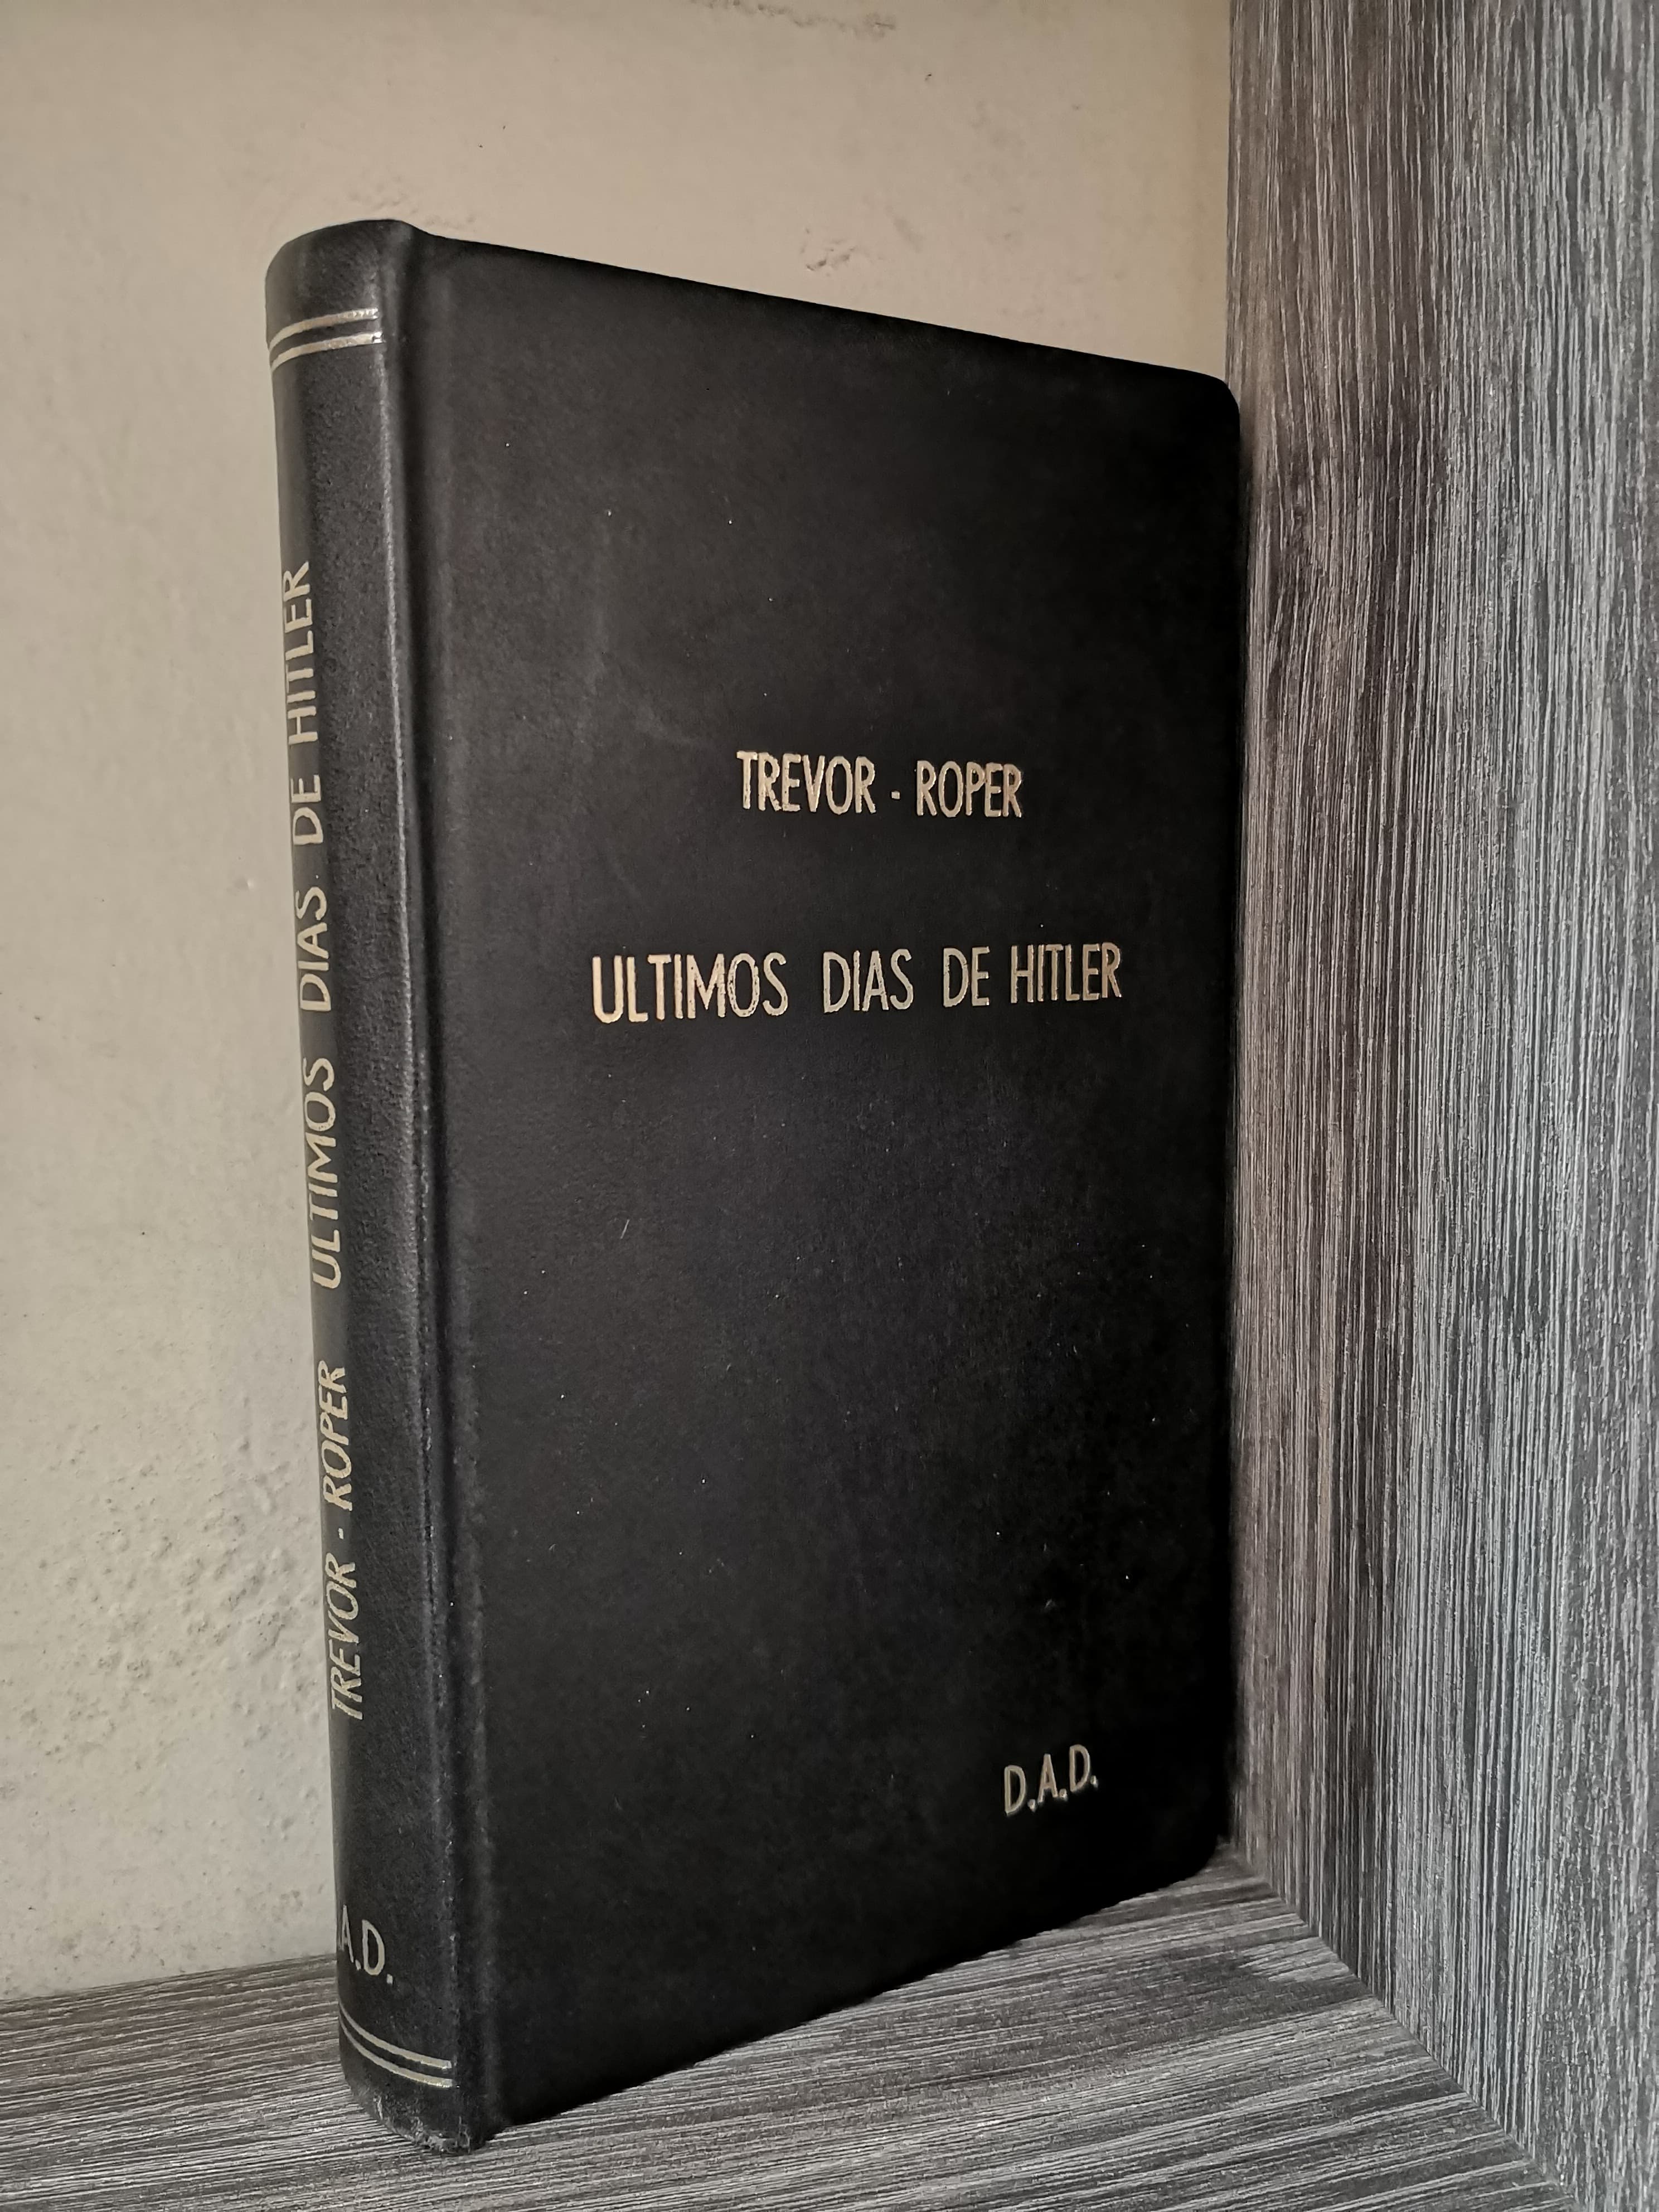 TREVOR - ROPER
ULTIMOS DIAS DE HITLER
D.A.D.
TREVOR - ROPER ULTIMOS DIAS DE HITLER
A.D.